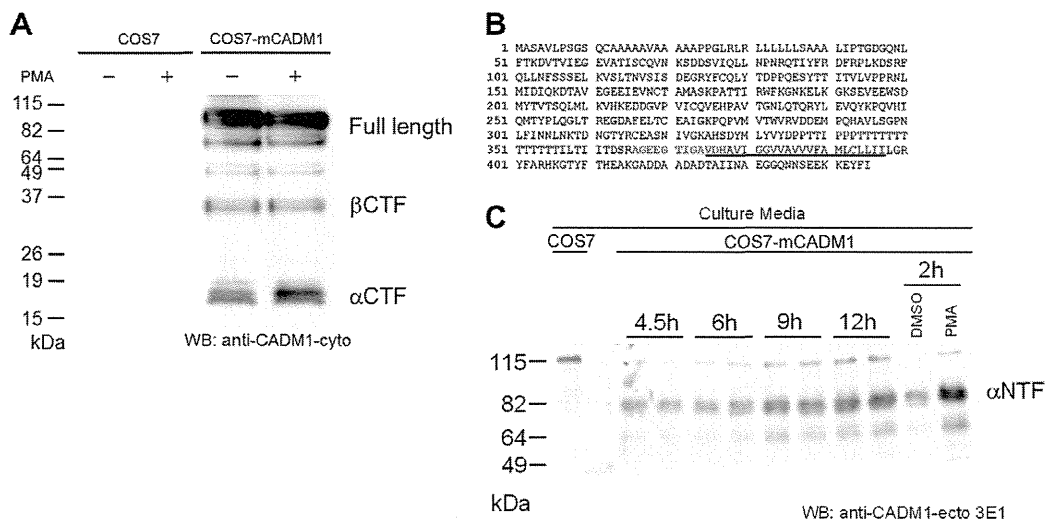 A
COS7 COS7-mCADM1
PMA − + − +
115
82
64
49
37
26
19
15
kDa
Full length
βCTF
αCTF
WB: anti-CADM1-cyto
B
1 MASAVLPSGS QCAAAAAVAA AAAPPGLRLR LLLLLLSAAA LIPTGDGQNL
51 FTKDVTVIEG EVATISCQVN KSDDSVIQLL NPNRQTIYFR DFRPLKDSRF
101 QLLNFSSSEL KVSLTNVSIS DEGRYFCQLY TDPPQESYTT ITVLVPPRNL
151 MIDIQKDTAV EGEEIEVNCT AMASKPATTI RWFKGNKELK GKSEVEEWSD
201 MYTVTSQLML KVHKEDDGVP VICQVEHPAV TGNLQTQRYL EVQYKPQVHI
251 QMTYPLQGLT REGDAFELTC EAIGKPQPVM VTWVRVDDEM PQHAVLSGPN
301 LFINNLNKTD NGTYRCEASN IVGKAHSDYM LYVYDPPTTI PPPTTTTTTT
351 TTTTTTILTI ITDSRAGEEG TIGAVDHAVI GGVVAVVVFA MLCLLIILGR
401 YFARHKGTYF THEAKGADDA ADADTAIINA EGGQNNSEEK KEYFI
C
Culture Media
COS7 COS7-mCADM1
2h
4.5h 6h 9h 12h DMSO PMA
115
82
64
49
kDa
αNTF
WB: anti-CADM1-ecto 3E1